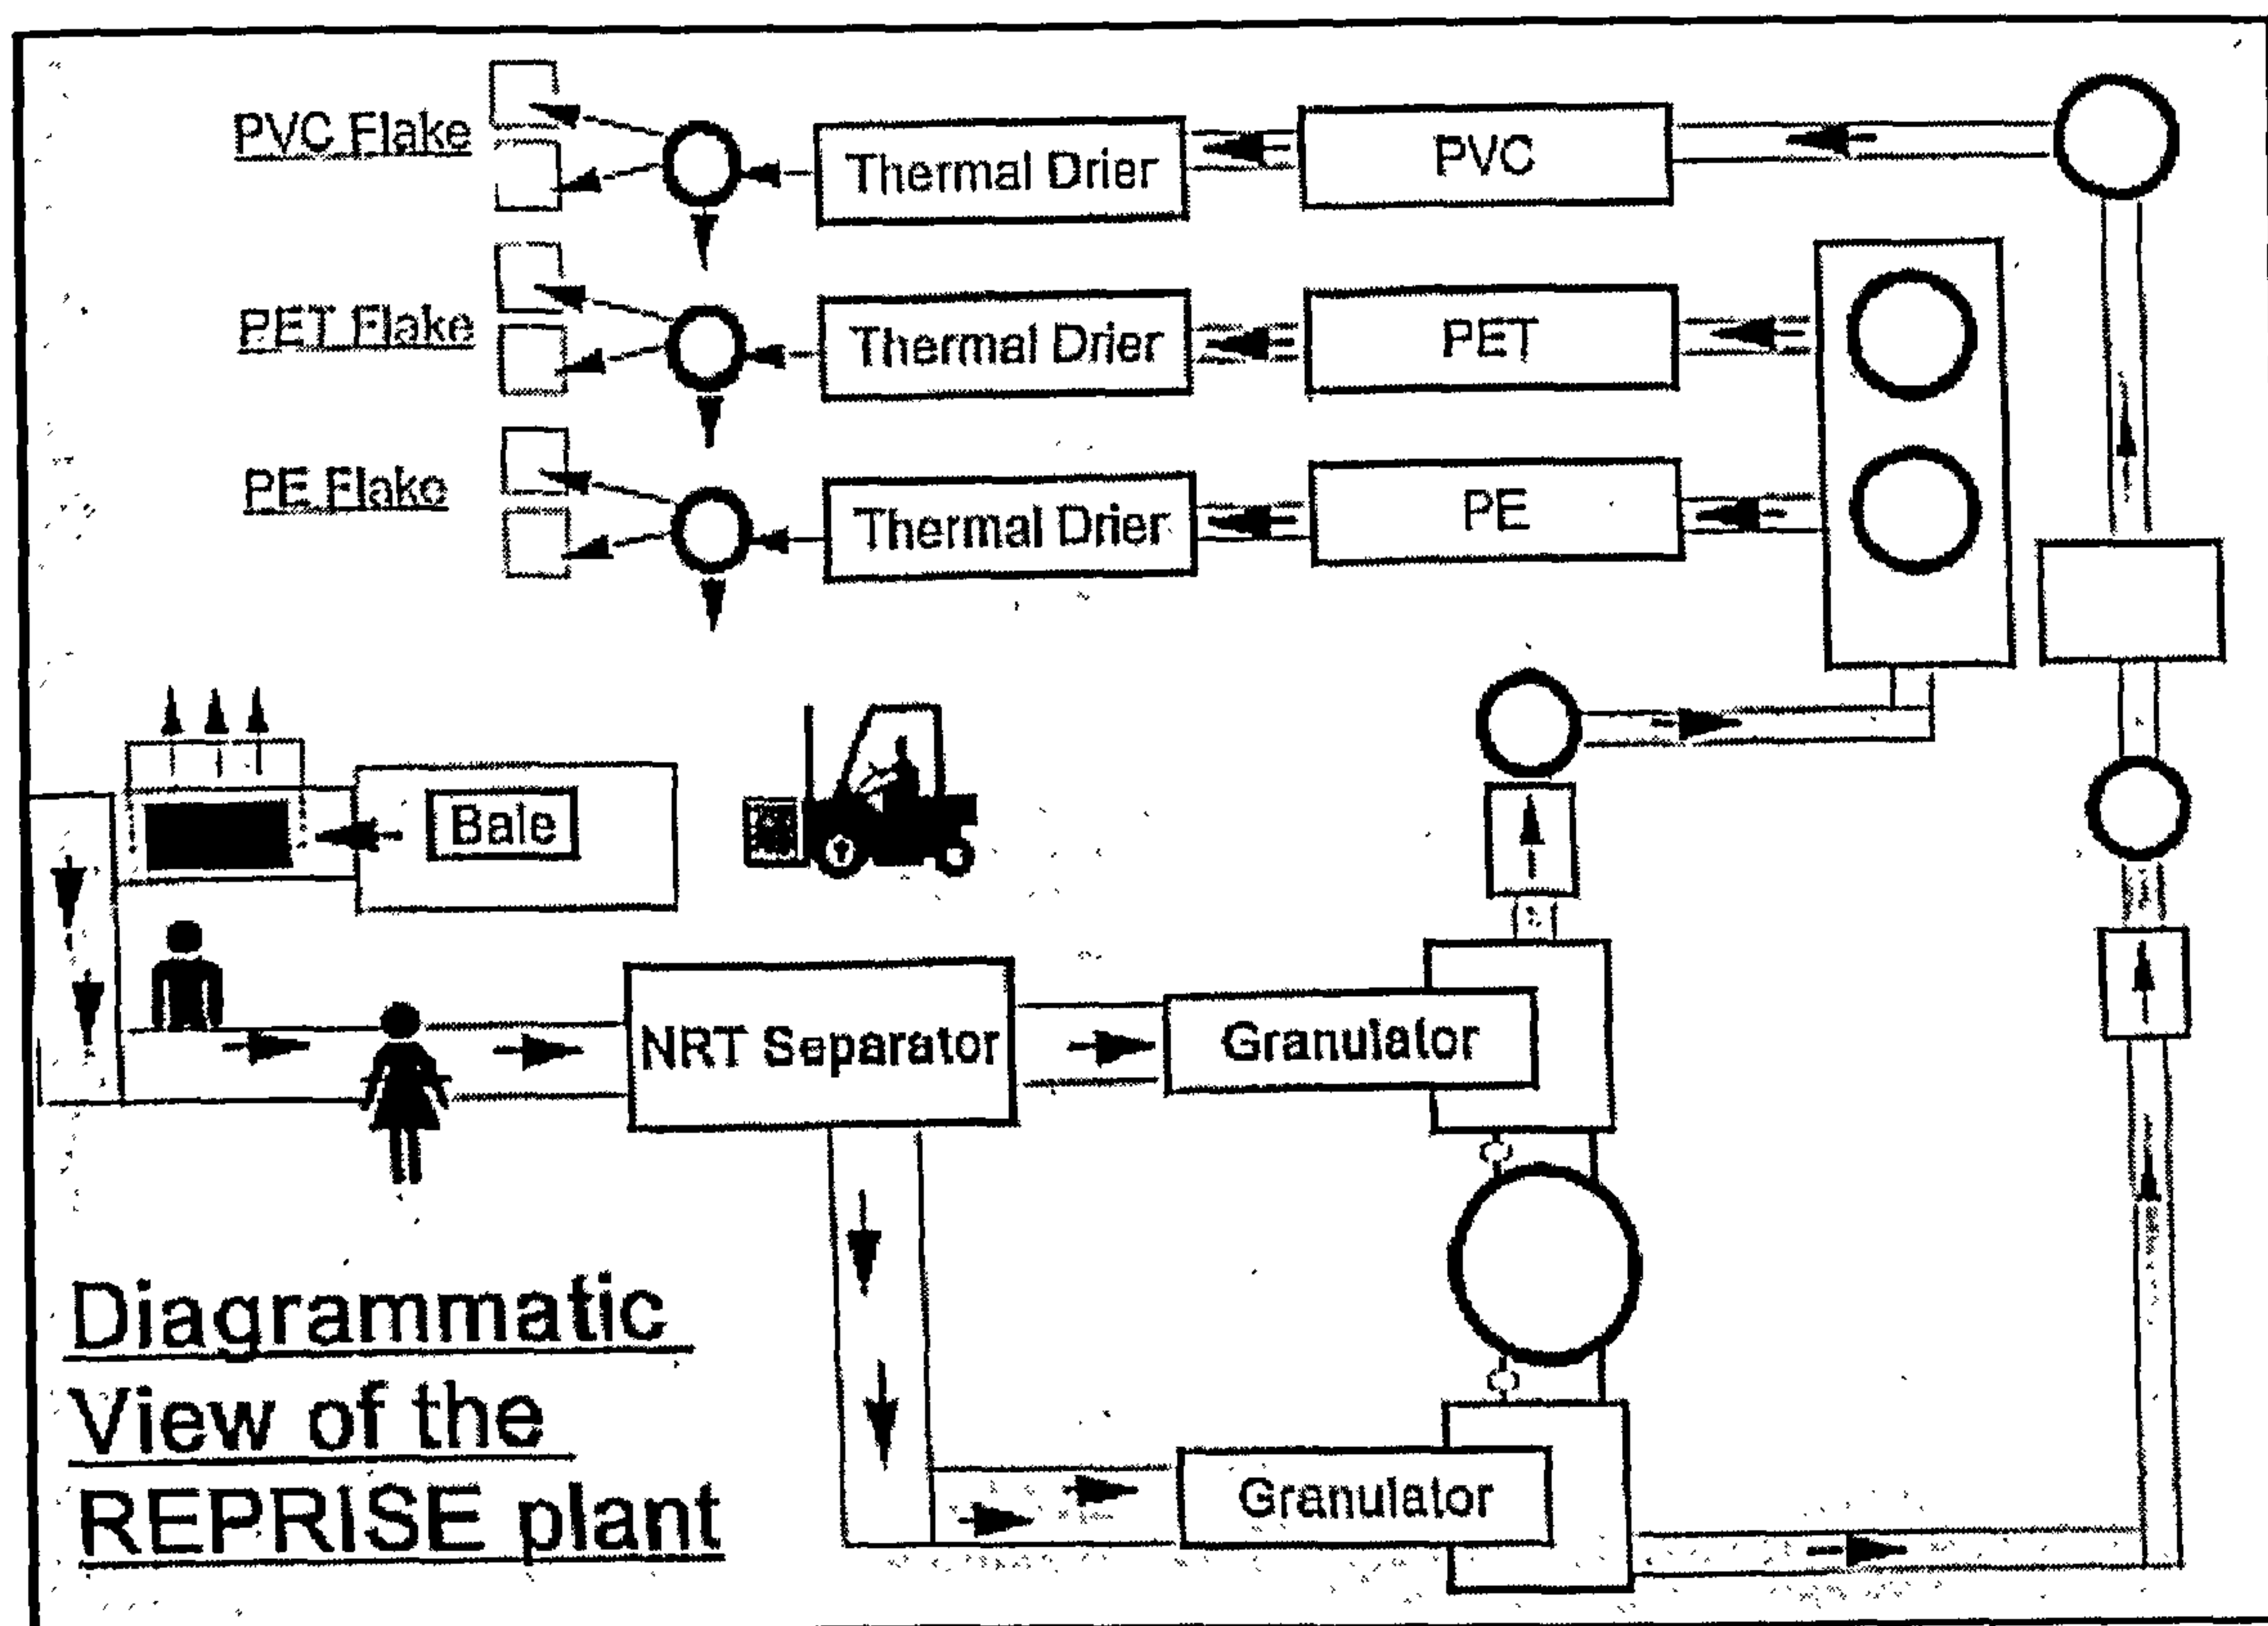 PVC Flake
Thermal Drier
PVC
PET Flake
Thermal Drier
PET
PE Flake
Thermal Drier
PE
Bale
NRT Separator
Granulator
Granulator
Diagrammatic
View of the
REPRISE plant